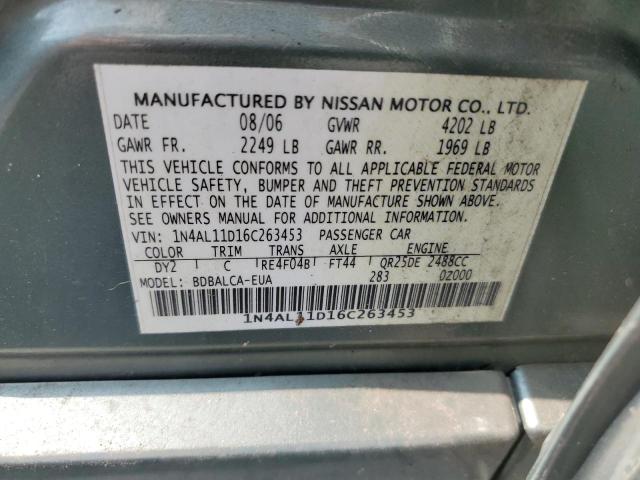 MANUFACTURED BY NISSAN MOTOR CO., LTD.
DATE 08/06 GVWR 4202 LB
GAWR FR. 2249 LB GAWR RR. 1969 LB
THIS VEHICLE CONFORMS TO ALL APPLICABLE FEDERAL MOTOR
VEHICLE SAFETY, BUMPER AND THEFT PREVENTION STANDARDS
IN EFFECT ON THE DATE OF MANUFACTURE SHOWN ABOVE.
SEE OWNERS MANUAL FOR ADDITIONAL INFORMATION.
VIN: 1N4AL11D16C263453 PASSENGER CAR
COLOR TRIM TRANS AXLE ENGINE
DY2 C RE4F04B FT44 QR25DE 2488CC
MODEL: BDBALCA-EUA 283 0Z000
1N4AL11D16C263453